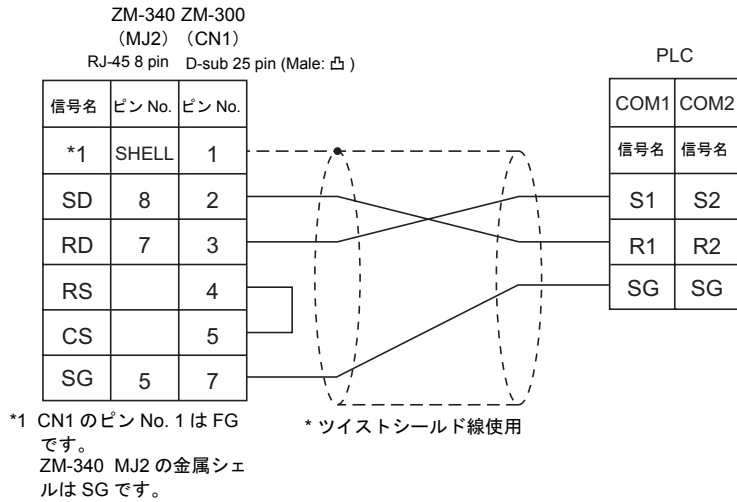 ZM-340 ZM-300
（MJ2）（CN1）
RJ-45 8 pin D-sub 25 pin (Male: 凸 )
PLC
信号名 ピン No. ピン No.
COM1 COM2
*1 SHELL 1
信号名 信号名
SD 8 2
S1 S2
RD 7 3
R1 R2
RS 4
SG SG
CS 5
SG 5 7
*1 CN1 のピン No. 1 は FG
です。
ZM-340 MJ2 の金属シェ
ルは SG です。
* ツイストシールド線使用